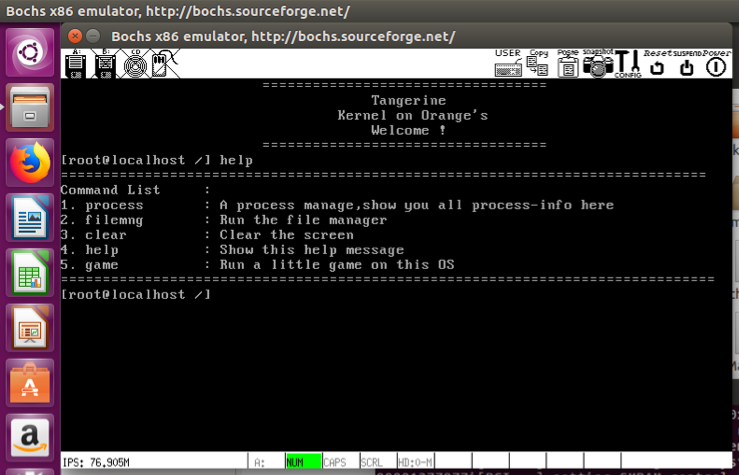 Bochs x86 emulator, http://bochs.sourceforge.net/
Bochs x86 emulator, http://bochs.sourceforge.net/
A: B: CD USER Copy Paste snapshot CONFIG Reset SUSPEND Power
==================================
Tangerine
Kernel on Orange's
Welcome !
==================================
[root@localhost /] help
=============================================================================
Command List :
1. process : A process manage,show you all process-info here
2. filemng : Run the file manager
3. clear : Clear the screen
4. help : Show this help message
5. game : Run a little game on this OS
==============================================================================
[root@localhost /]
IPS: 76,905M A: NUM CAPS SCRL HD:0-M